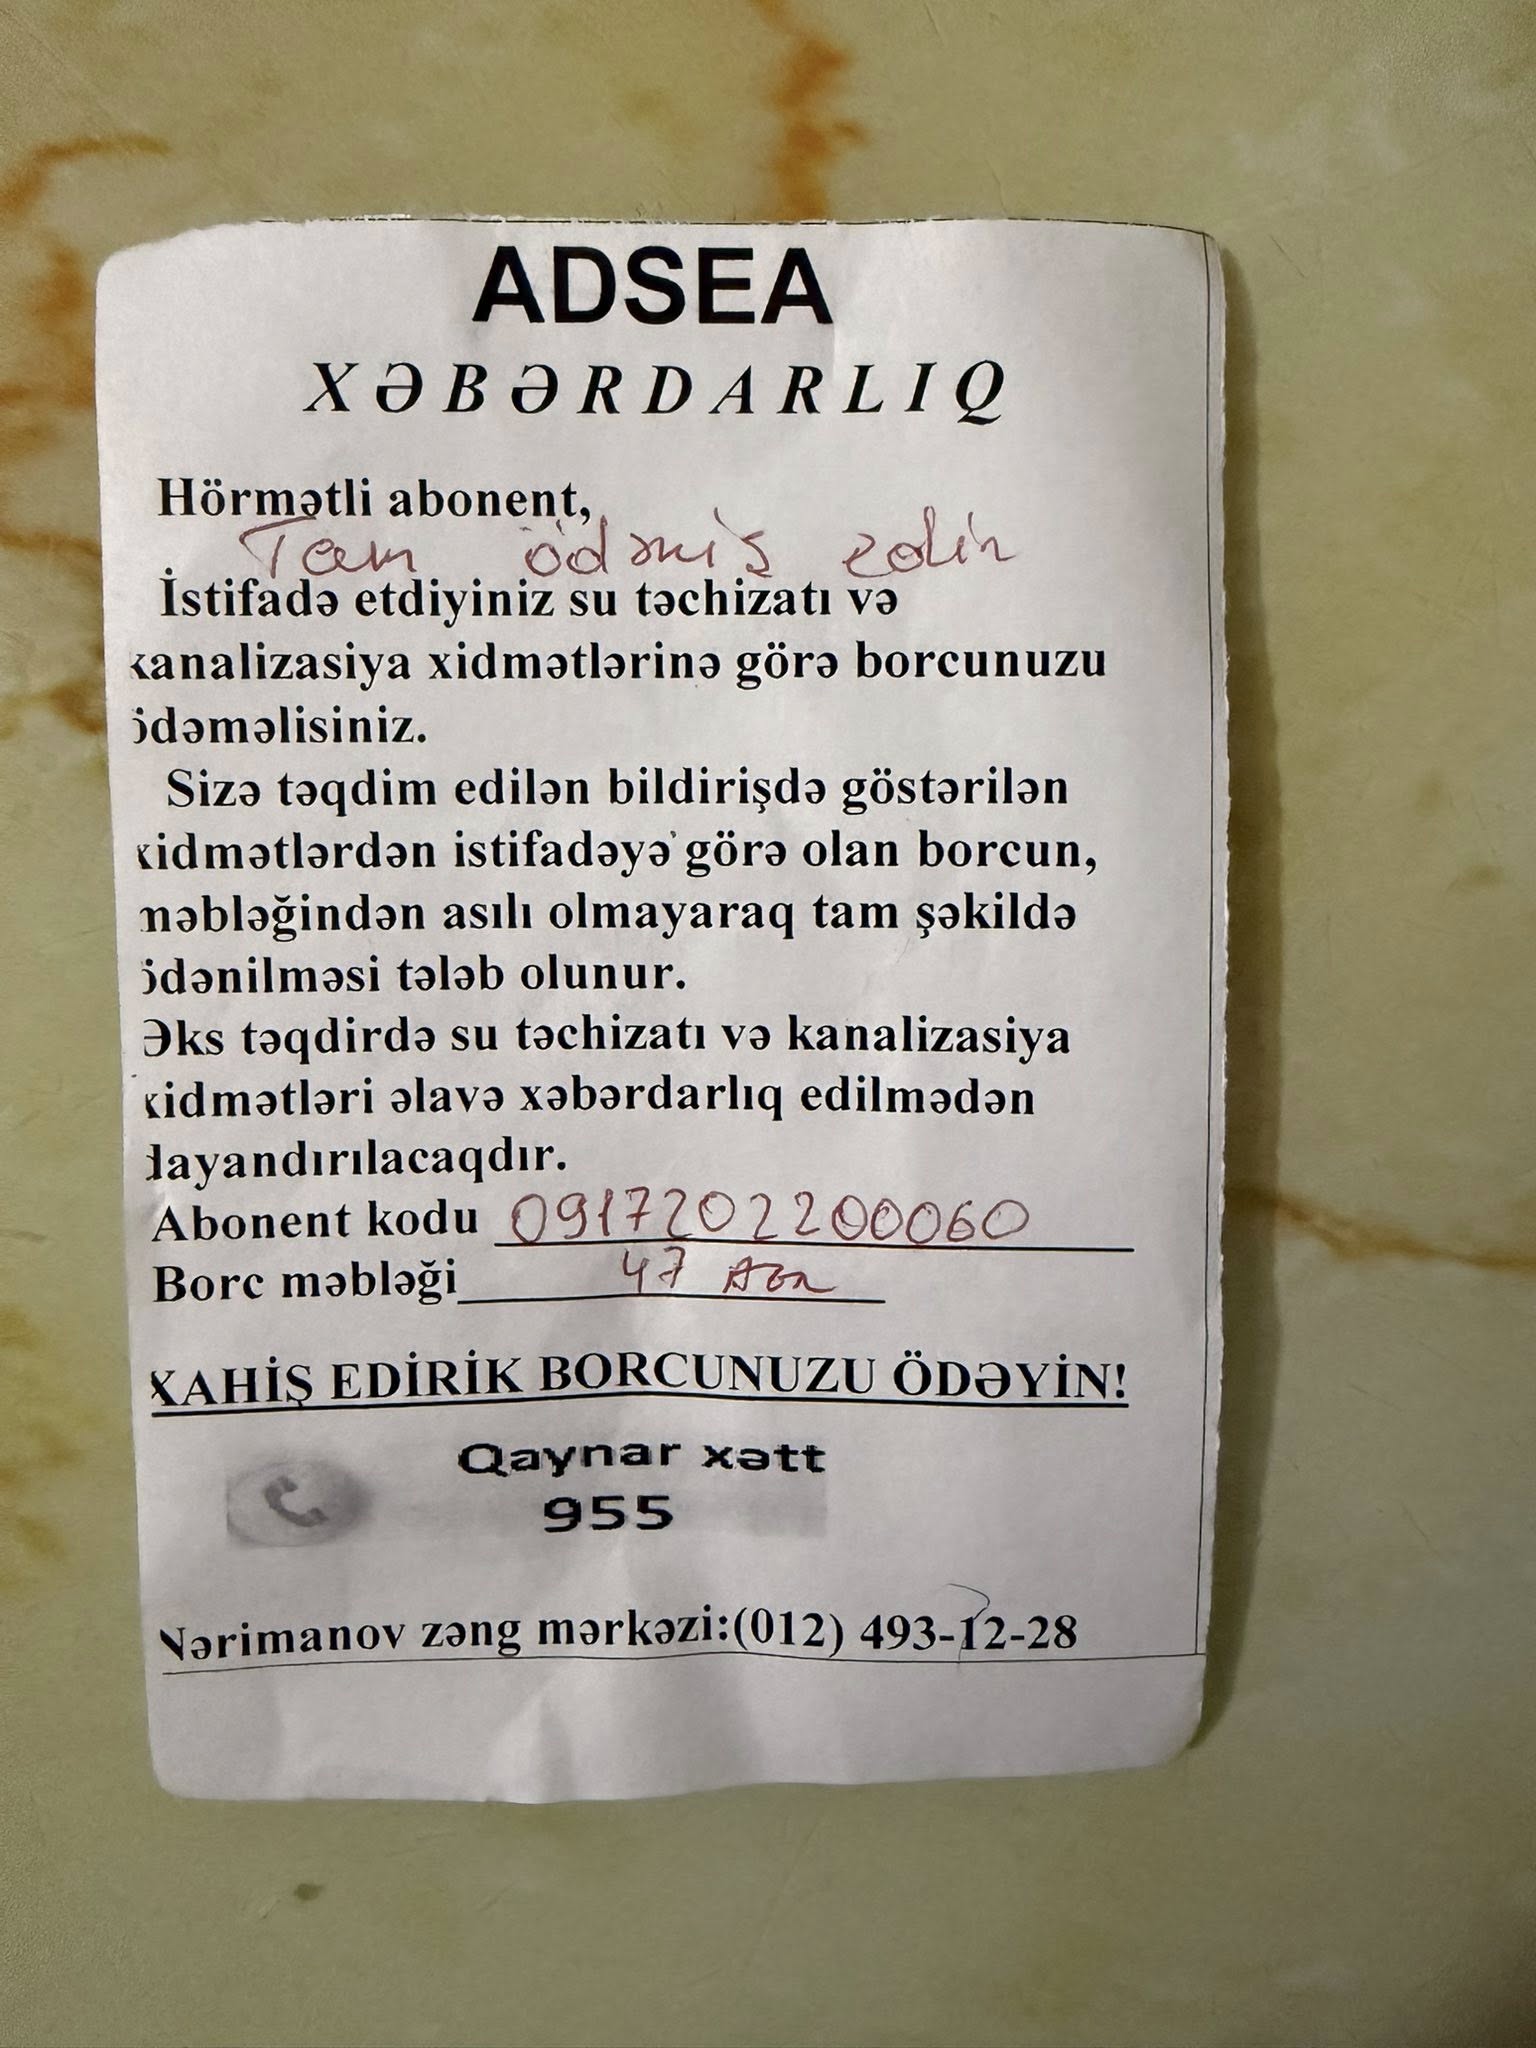 ADSEA
XƏBƏRDARLIQ
Hörmətli abonent,
Tam ödəniş edin
İstifadə etdiyiniz su təchizatı və
kanalizasiya xidmətlərinə görə borcunuzu
ödəməlisiniz.
Sizə təqdim edilən bildirişdə göstərilən
xidmətlərdən istifadəyə görə olan borcun,
məbləğindən asılı olmayaraq tam şəkildə
ödənilməsi tələb olunur.
Əks təqdirdə su təchizatı və kanalizasiya
xidmətləri əlavə xəbərdarlıq edilmədən
dayandırılacaqdır.
Abonent kodu 0917202200060
Borc məbləği 47 Azn
XAHİŞ EDİRİK BORCUNUZU ÖDƏYİN!
Qaynar xətt
955
Nərimanov zəng mərkəzi:(012) 493-12-28